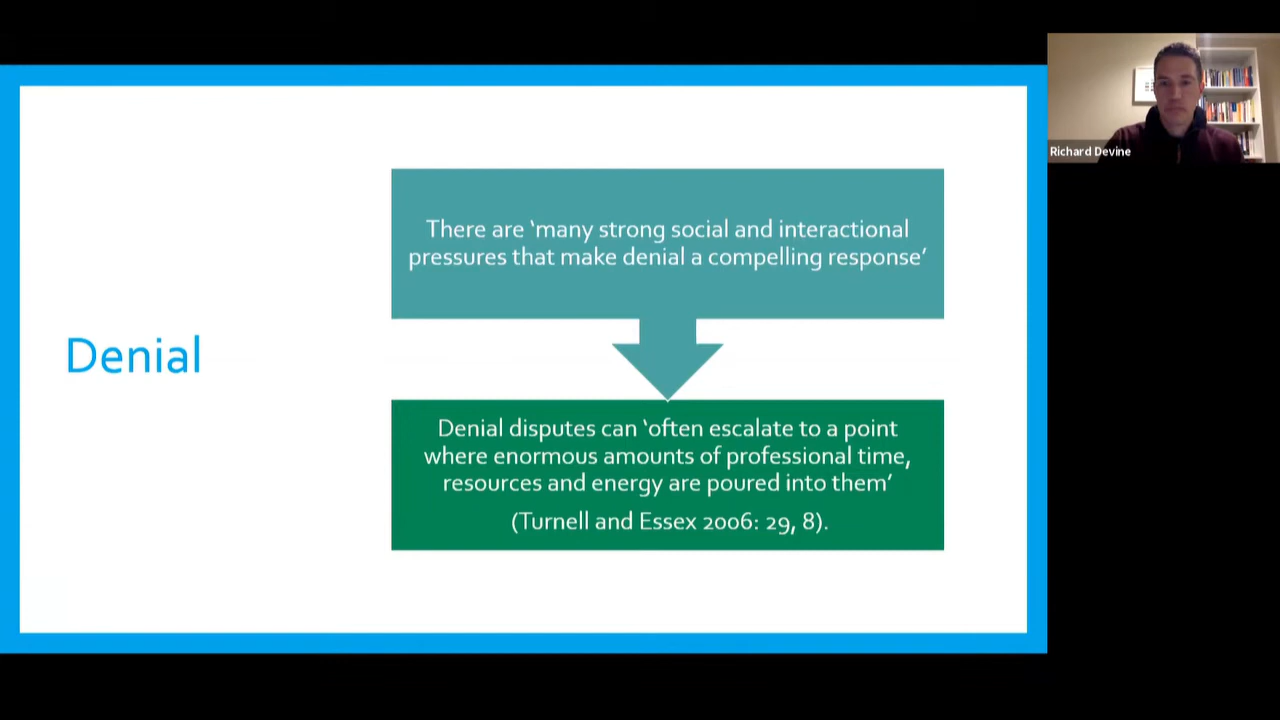 Denial
There are ‘many strong social and interactional
pressures that make denial a compelling response’
Denial disputes can ‘often escalate to a point
where enormous amounts of professional time,
resources and energy are poured into them’
(Turnell and Essex 2006: 29, 8).
Richard Devine